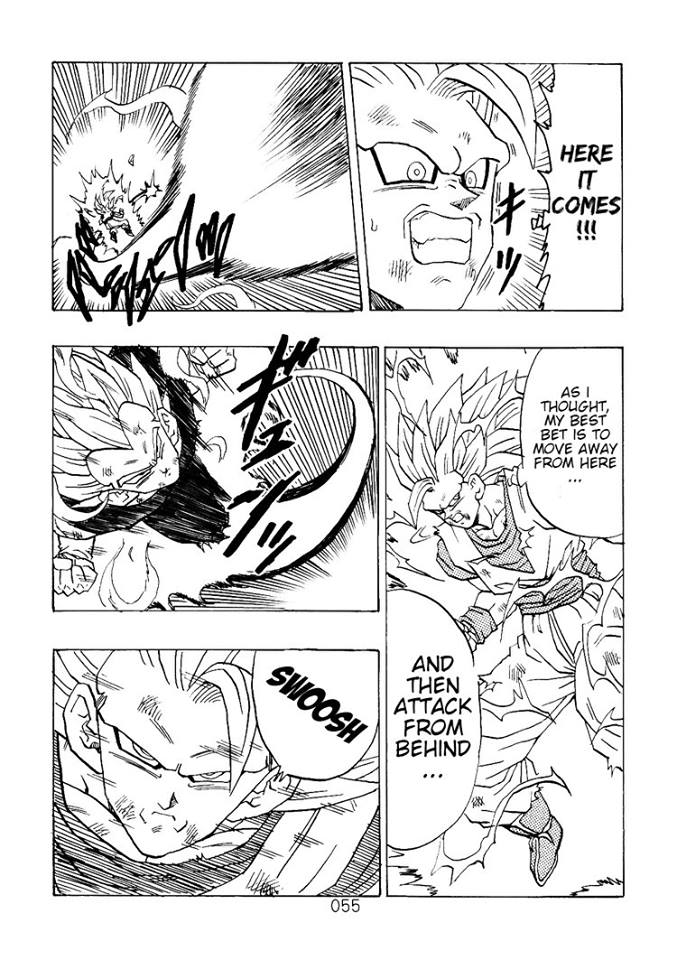 HERE
IT
COMES
!!!
キッ
AS I
THOUGHT,
MY BEST
BET IS TO
MOVE AWAY
FROM HERE
...
AND
THEN
ATTACK
FROM
BEHIND
...
SWOOSH
055